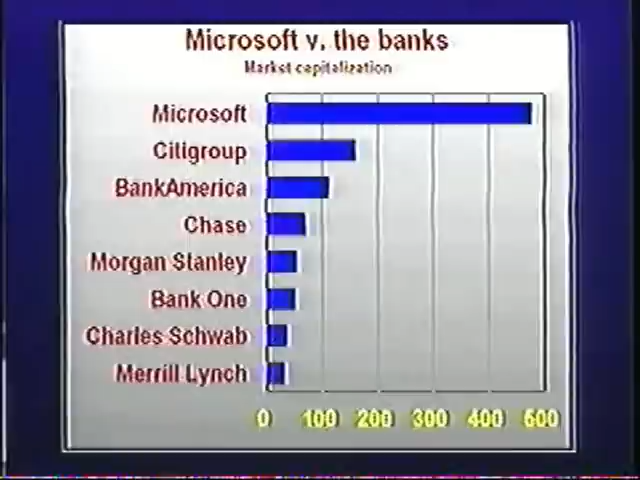 Microsoft v. the banks
Market capitalization
Microsoft
Citigroup
BankAmerica
Chase
Morgan Stanley
Bank One
Charles Schwab
Merrill Lynch
0 100 200 300 400 500